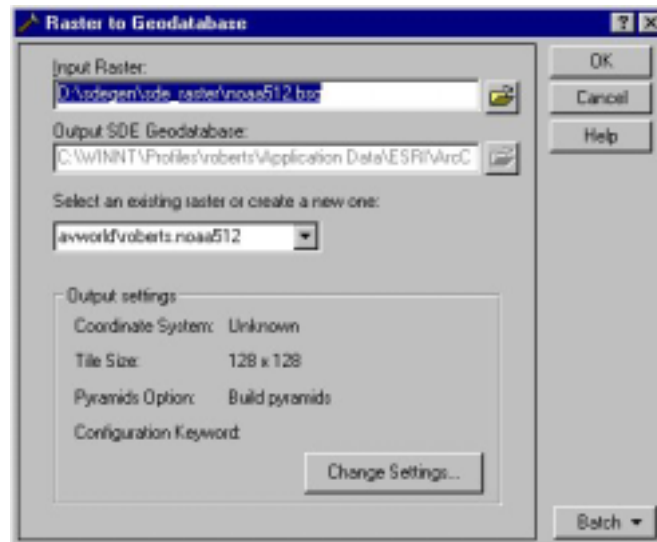 Raster to Geodatabase
? X
OK
Cancel
Help
Input Raster:
D:\sdegen\sde_raster\noaa512.bsq
Output SDE Geodatabase:
C:\WINNT\Profiles\roberts\Application Data\ESRI\ArcC
Select an existing raster or create a new one:
avworld\roberts.noaa512
Output settings
Coordinate System: Unknown
Tile Size: 128 x 128
Pyramids Option: Build pyramids
Configuration Keyword:
Change Settings...
Batch